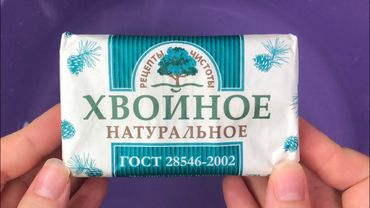 РЕЦЕПТЫ ЧИСТОТЫ
ХВОЙНОЕ
НАТУРАЛЬНОЕ
ГОСТ 28546-2002